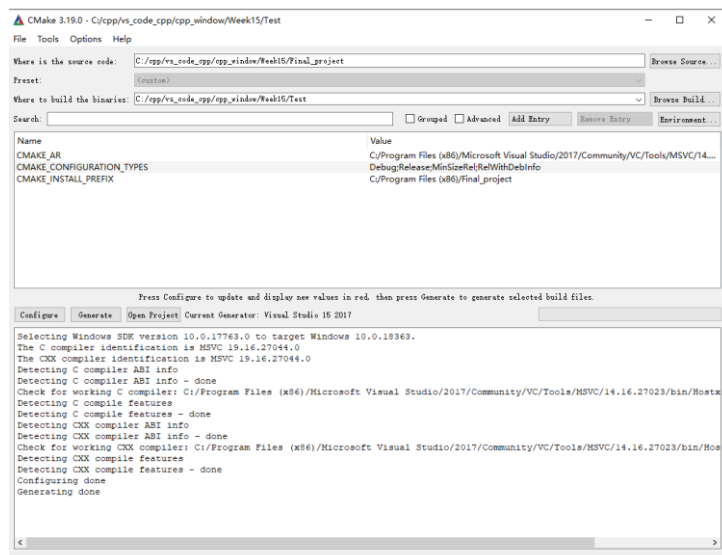 CMake 3.19.0 - C:/cpp/vs_code_cpp/cpp_window/Week15/Test
File Tools Options Help
Where is the source code: C:/cpp/vs_code_cpp/cpp_window/Week15/Final_project Browse Source...
Preset: <custom>
Where to build the binaries: C:/cpp/vs_code_cpp/cpp_window/Week15/Test Browse Build...
Search: Grouped Advanced Add Entry Remove Entry Environment...
Name Value
CMAKE_AR C:/Program Files (x86)/Microsoft Visual Studio/2017/Community/VC/Tools/MSVC/14....
CMAKE_CONFIGURATION_TYPES Debug;Release;MinSizeRel;RelWithDebInfo
CMAKE_INSTALL_PREFIX C:/Program Files (x86)/Final_project
Press Configure to update and display new values in red, then press Generate to generate selected build files.
Configure Generate Open Project Current Generator: Visual Studio 15 2017
Selecting Windows SDK version 10.0.17763.0 to target Windows 10.0.18363.
The C compiler identification is MSVC 19.16.27044.0
The CXX compiler identification is MSVC 19.16.27044.0
Detecting C compiler ABI info
Detecting C compiler ABI info - done
Check for working C compiler: C:/Program Files (x86)/Microsoft Visual Studio/2017/Community/VC/Tools/MSVC/14.16.27023/bin/Hostx
Detecting C compile features
Detecting C compile features - done
Detecting CXX compiler ABI info
Detecting CXX compiler ABI info - done
Check for working CXX compiler: C:/Program Files (x86)/Microsoft Visual Studio/2017/Community/VC/Tools/MSVC/14.16.27023/bin/Hos
Detecting CXX compile features
Detecting CXX compile features - done
Configuring done
Generating done